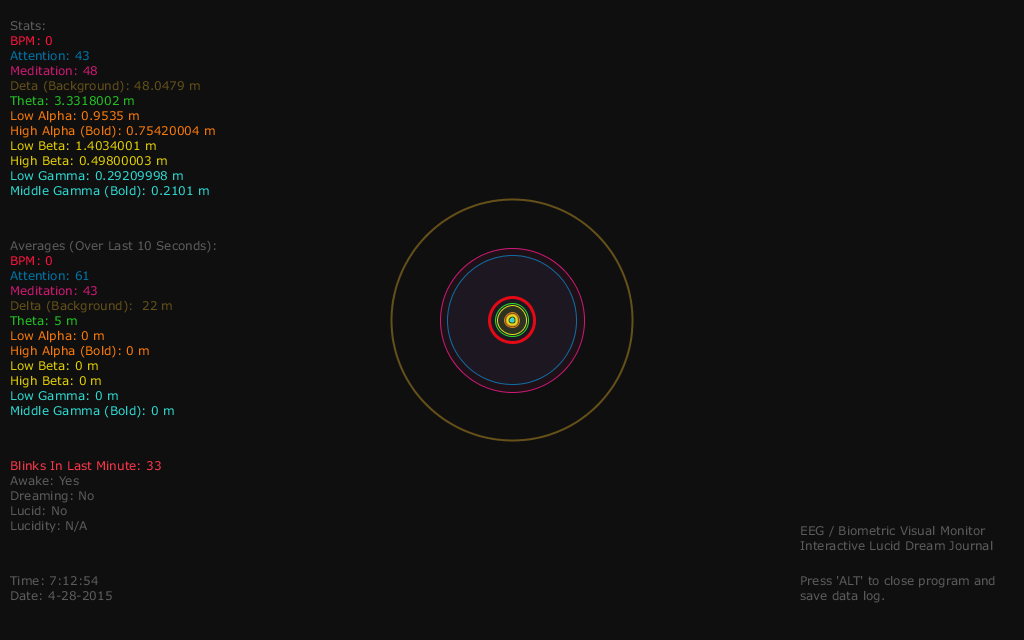 Stats:
BPM: 0
Attention: 43
Meditation: 48
Deta (Background): 48.0479 m
Theta: 3.3318002 m
Low Alpha: 0.9535 m
High Alpha (Bold): 0.75420004 m
Low Beta: 1.4034001 m
High Beta: 0.49800003 m
Low Gamma: 0.29209998 m
Middle Gamma (Bold): 0.2101 m
Averages (Over Last 10 Seconds):
BPM: 0
Attention: 61
Meditation: 43
Delta (Background):  22 m
Theta: 5 m
Low Alpha: 0 m
High Alpha (Bold): 0 m
Low Beta: 0 m
High Beta: 0 m
Low Gamma: 0 m
Middle Gamma (Bold): 0 m
Blinks In Last Minute: 33
Awake: Yes
Dreaming: No
Lucid: No
Lucidity: N/A
Time: 7:12:54
Date: 4-28-2015
EEG / Biometric Visual Monitor
Interactive Lucid Dream Journal
Press 'ALT' to close program and
save data log.